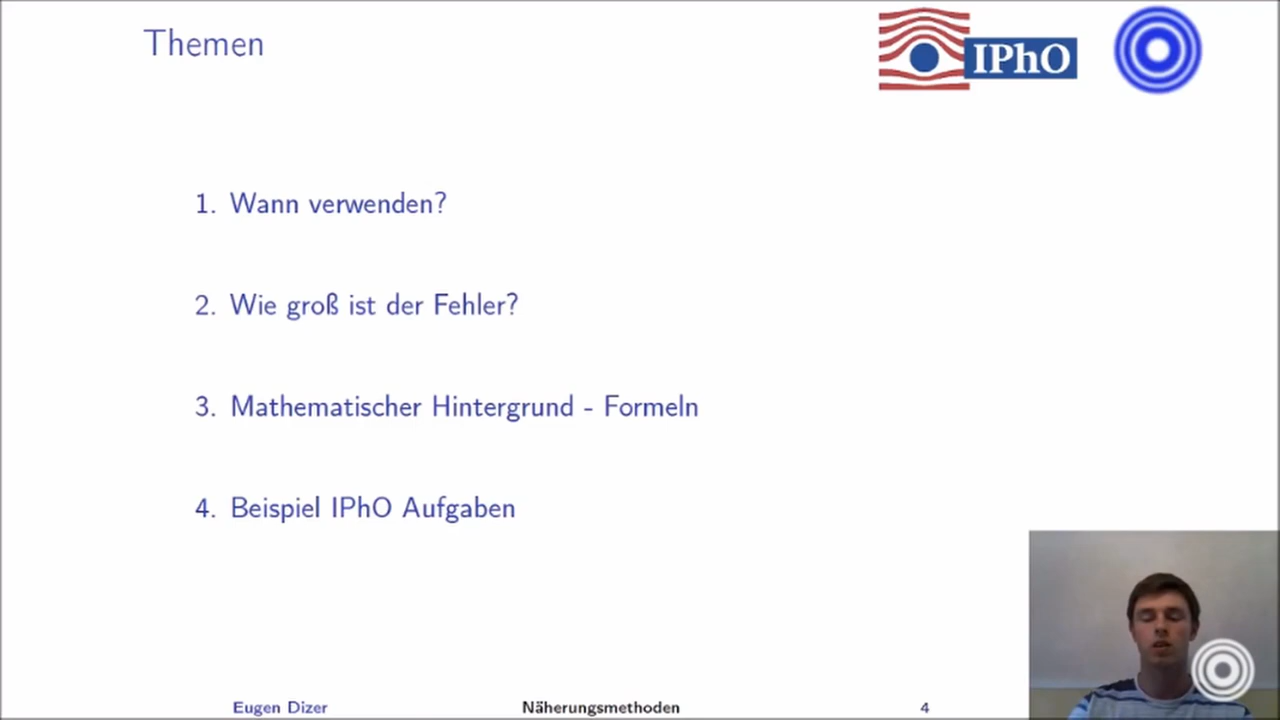 Themen
IPhO
1. Wann verwenden?
2. Wie groß ist der Fehler?
3. Mathematischer Hintergrund - Formeln
4. Beispiel IPhO Aufgaben
Eugen Dizer Näherungsmethoden 4